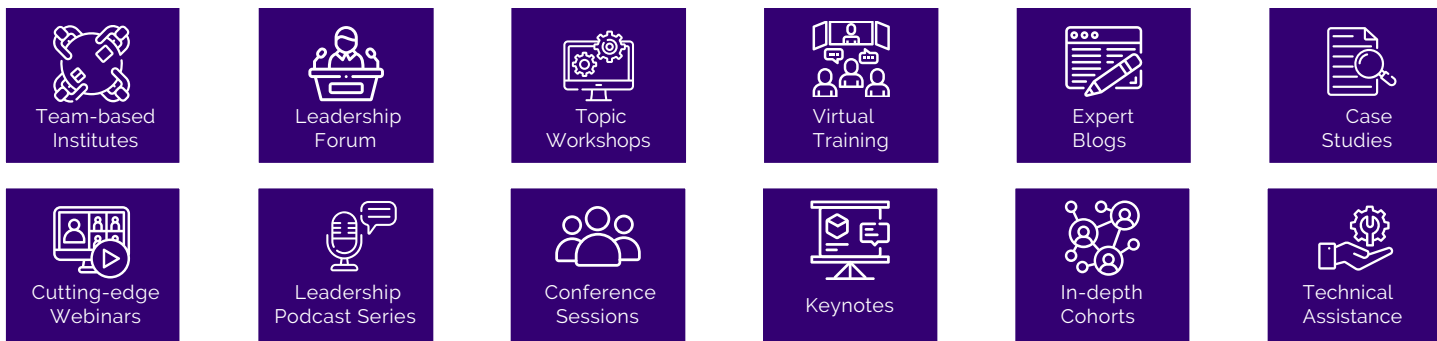 Team-based
Institutes
Leadership
Forum
Topic
Workshops
Virtual
Training
Expert
Blogs
Case
Studies
Cutting-edge
Webinars
Leadership
Podcast Series
Conference
Sessions
Keynotes
In-depth
Cohorts
Technical
Assistance